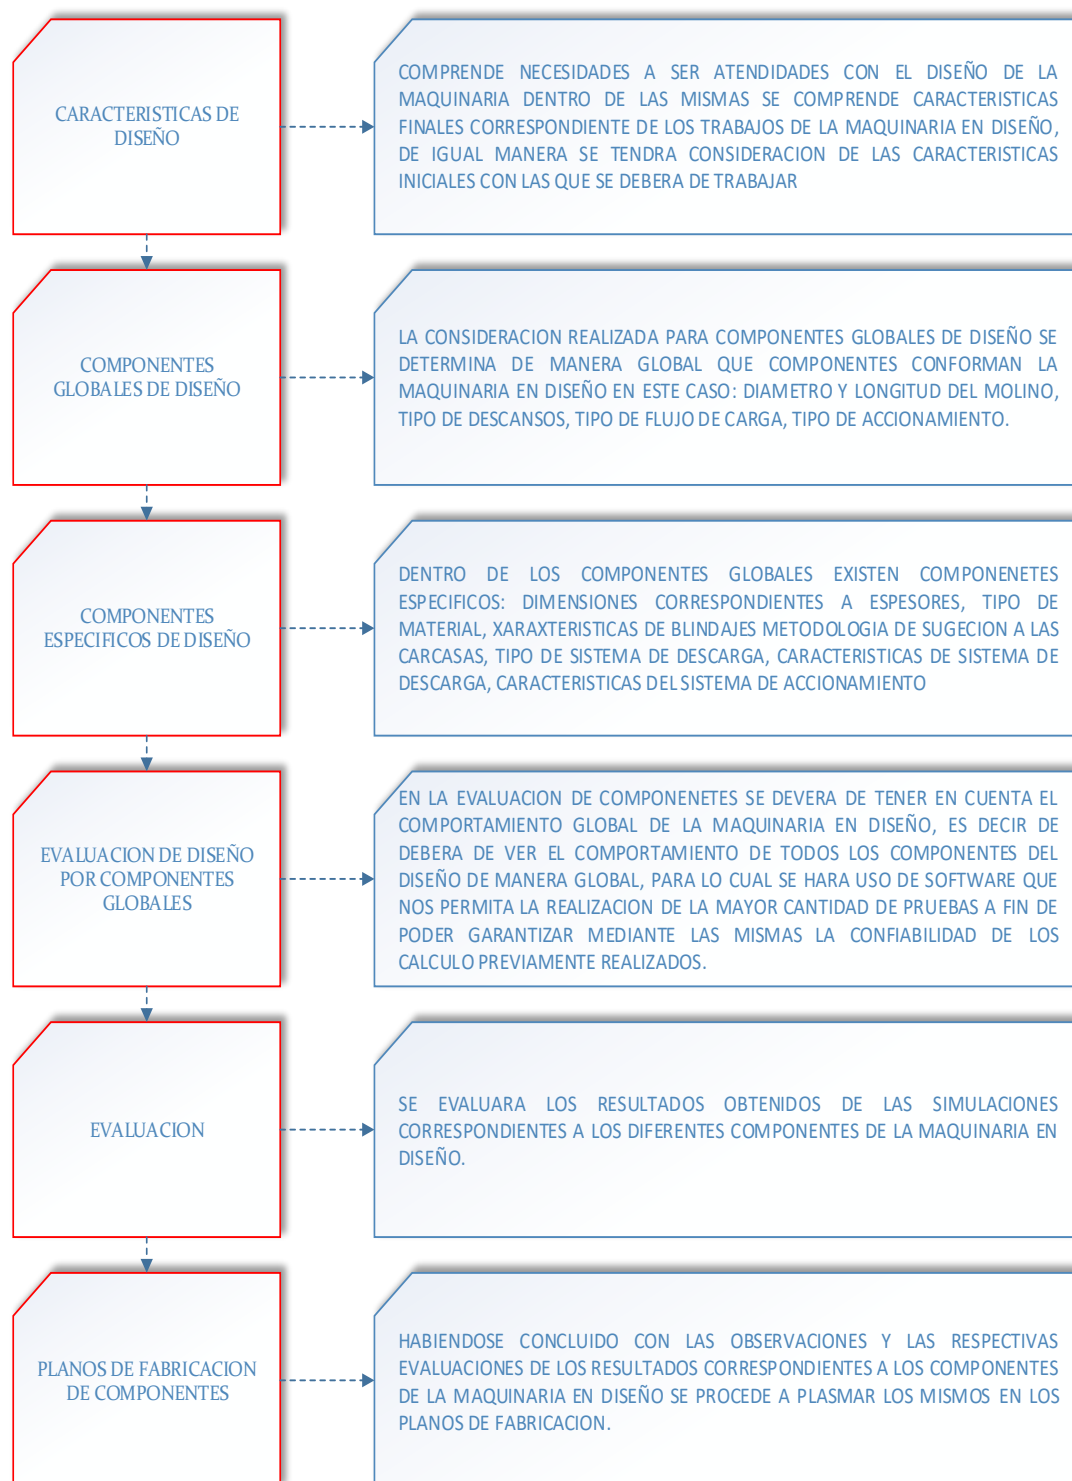 CARACTERISTICAS DE
DISEÑO
COMPRENDE NECESIDADES A SER ATENDIDADES CON EL DISEÑO DE LA
MAQUINARIA DENTRO DE LAS MISMAS SE COMPRENDE CARACTERISTICAS
FINALES CORRESPONDIENTE DE LOS TRABAJOS DE LA MAQUINARIA EN DISEÑO,
DE IGUAL MANERA SE TENDRA CONSIDERACION DE LAS CARACTERISTICAS
INICIALES CON LAS QUE SE DEBERA DE TRABAJAR
COMPONENTES
GLOBALES DE DISEÑO
LA CONSIDERACION REALIZADA PARA COMPONENTES GLOBALES DE DISEÑO SE
DETERMINA DE MANERA GLOBAL QUE COMPONENTES CONFORMAN LA
MAQUINARIA EN DISEÑO EN ESTE CASO: DIAMETRO Y LONGITUD DEL MOLINO,
TIPO DE DESCANSOS, TIPO DE FLUJO DE CARGA, TIPO DE ACCIONAMIENTO.
COMPONENTES
ESPECIFICOS DE DISEÑO
DENTRO DE LOS COMPONENTES GLOBALES EXISTEN COMPONENETES
ESPECIFICOS: DIMENSIONES CORRESPONDIENTES A ESPESORES, TIPO DE
MATERIAL, XARAXTERISTICAS DE BLINDAJES METODOLOGIA DE SUGECION A LAS
CARCASAS, TIPO DE SISTEMA DE DESCARGA, CARACTERISTICAS DE SISTEMA DE
DESCARGA, CARACTERISTICAS DEL SISTEMA DE ACCIONAMIENTO
EVALUACION DE DISEÑO
POR COMPONENTES
GLOBALES
EN LA EVALUACION DE COMPONENETES SE DEVERA DE TENER EN CUENTA EL
COMPORTAMIENTO GLOBAL DE LA MAQUINARIA EN DISEÑO, ES DECIR DE
DEBERA DE VER EL COMPORTAMIENTO DE TODOS LOS COMPONENTES DEL
DISEÑO DE MANERA GLOBAL, PARA LO CUAL SE HARA USO DE SOFTWARE QUE
NOS PERMITA LA REALIZACION DE LA MAYOR CANTIDAD DE PRUEBAS A FIN DE
PODER GARANTIZAR MEDIANTE LAS MISMAS LA CONFIABILIDAD DE LOS
CALCULO PREVIAMENTE REALIZADOS.
EVALUACION
SE EVALUARA LOS RESULTADOS OBTENIDOS DE LAS SIMULACIONES
CORRESPONDIENTES A LOS DIFERENTES COMPONENTES DE LA MAQUINARIA EN
DISEÑO.
PLANOS DE FABRICACION
DE COMPONENTES
HABIENDOSE CONCLUIDO CON LAS OBSERVACIONES Y LAS RESPECTIVAS
EVALUACIONES DE LOS RESULTADOS CORRESPONDIENTES A LOS COMPONENTES
DE LA MAQUINARIA EN DISEÑO SE PROCEDE A PLASMAR LOS MISMOS EN LOS
PLANOS DE FABRICACION.